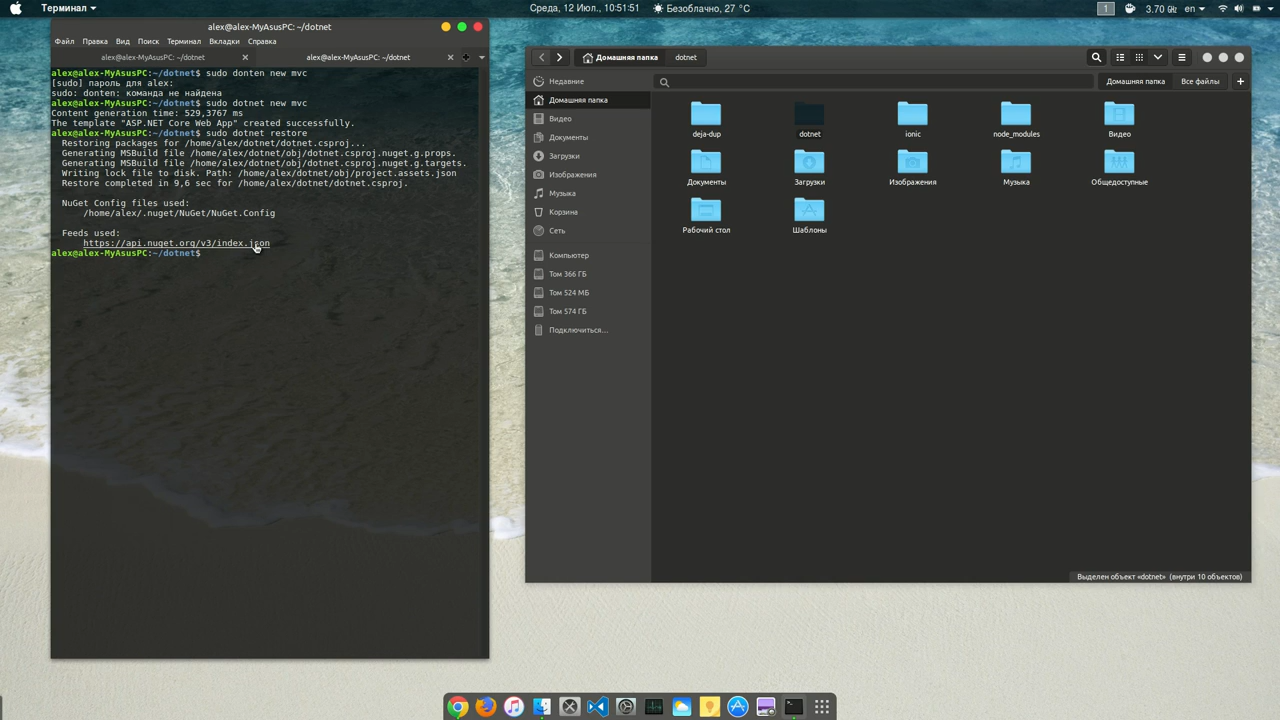 Терминал
Среда, 12 Июл., 10:51:51
Безоблачно, 27 °C
1
3.70 Ghz
en
alex@alex-MyAsusPC: ~/dotnet
Файл Правка Вид Поиск Терминал Вкладки Справка
alex@alex-MyAsusPC: ~/dotnet
alex@alex-MyAsusPC: ~/dotnet
alex@alex-MyAsusPC:~/dotnet$ sudo donten new mvc
[sudo] пароль для alex:
sudo: donten: команда не найдена
alex@alex-MyAsusPC:~/dotnet$ sudo dotnet new mvc
Content generation time: 529,3767 ms
The template "ASP.NET Core Web App" created successfully.
alex@alex-MyAsusPC:~/dotnet$ sudo dotnet restore
Restoring packages for /home/alex/dotnet/dotnet.csproj...
Generating MSBuild file /home/alex/dotnet/obj/dotnet.csproj.nuget.g.props.
Generating MSBuild file /home/alex/dotnet/obj/dotnet.csproj.nuget.g.targets.
Writing lock file to disk. Path: /home/alex/dotnet/obj/project.assets.json
Restore completed in 9,6 sec for /home/alex/dotnet/dotnet.csproj.
NuGet Config files used:
/home/alex/.nuget/NuGet/NuGet.Config
Feeds used:
https://api.nuget.org/v3/index.json
alex@alex-MyAsusPC:~/dotnet$
Домашняя папка dotnet
Недавние
Домашняя папка
Видео
Документы
Загрузки
Изображения
Музыка
Корзина
Сеть
Компьютер
Том 366 ГБ
Том 524 МБ
Том 574 ГБ
Подключиться...
Домашняя папка Все файлы
deja-dup dotnet ionic node_modules Видео
Документы Загрузки Изображения Музыка Общедоступные
Рабочий стол Шаблоны
Выделен объект «dotnet» (внутри 10 объектов)